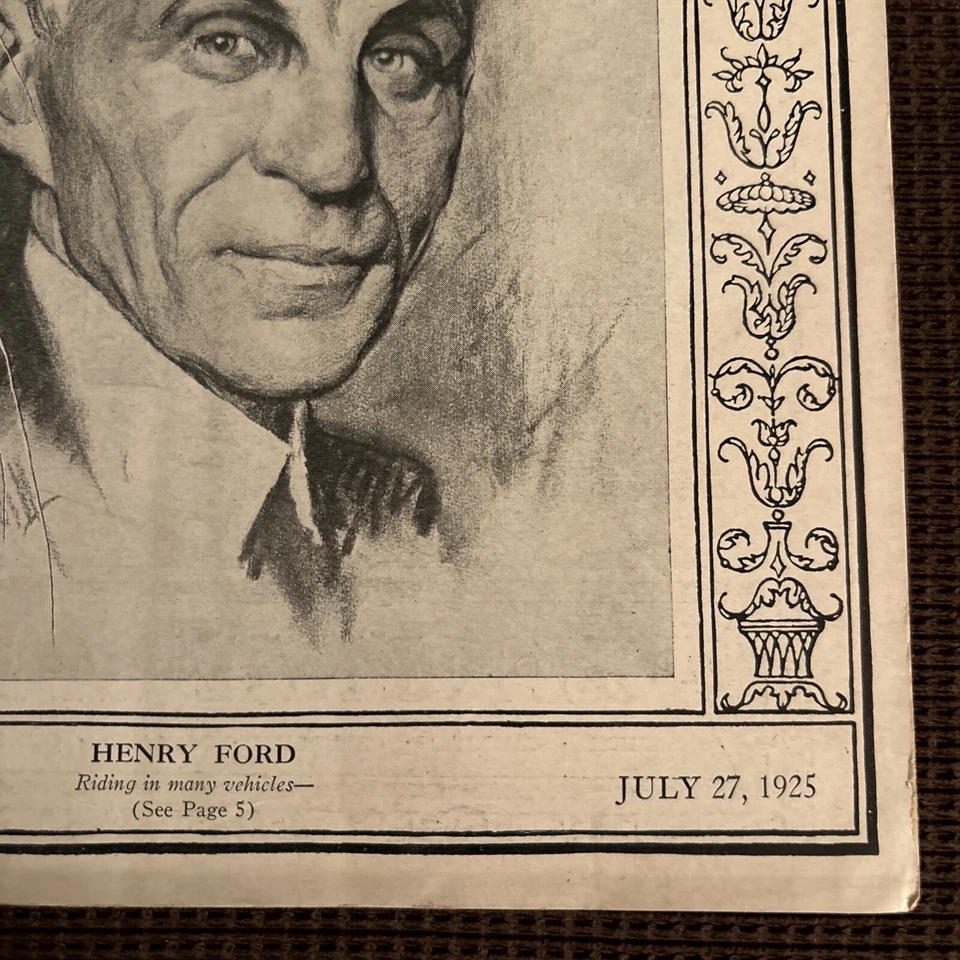 HENRY FORD
Riding in many vehicles—
(See Page 5)
JULY 27, 1925